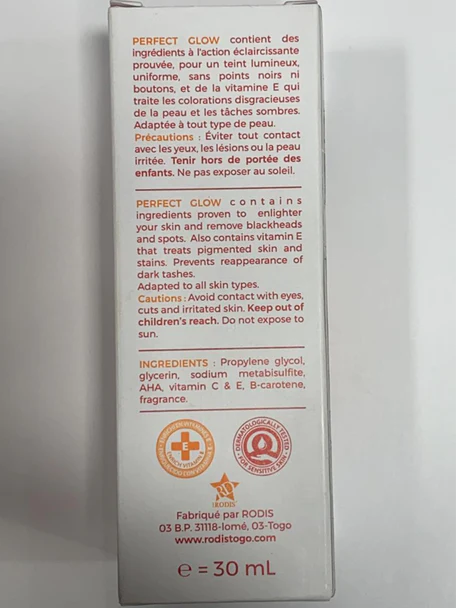 PERFECT GLOW contient des
ingrédients à l'action éclaircissante
prouvée, pour un teint lumineux,
uniforme, sans points noirs ni
boutons, et de la vitamine E qui
traite les colorations disgracieuses
de la peau et les tâches sombres.
Adaptée à tout type de peau.
Précautions : Éviter tout contact
avec les yeux, les lésions ou la peau
irritée. Tenir hors de portée des
enfants. Ne pas exposer au soleil.
PERFECT GLOW contains
ingredients proven to enlighter
your skin and remove blackheads
and spots. Also contains vitamin E
that treats pigmented skin and
stains. Prevents reappearance of
dark tashes.
Adapted to all skin types.
Cautions : Avoid contact with eyes,
cuts and irritated skin. Keep out of
children's reach. Do not expose to
sun.
INGREDIENTS : Propylene glycol,
glycerin, sodium metabisulfite,
AHA, vitamin C & E, B-carotene,
fragrance.
E
DERMATOLOGICALLY TESTED
FOR SENSITIVE SKIN
RODIS
Fabriqué par RODIS
03 B.P. 31118-lomé, 03-Togo
www.rodistogo.com
e = 30 mL